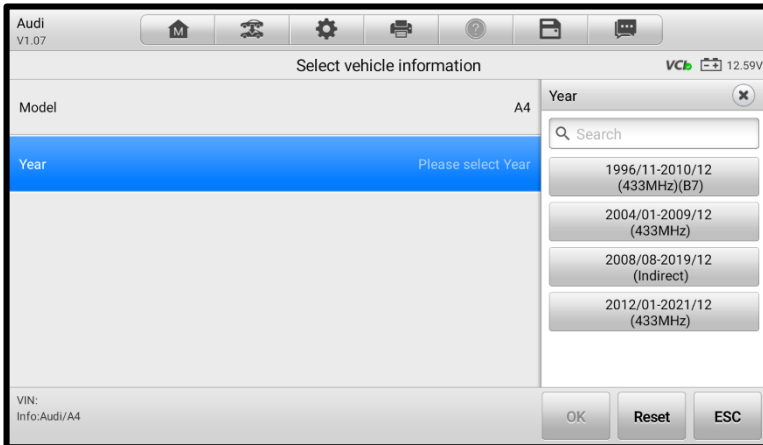 Audi
V1.07
M
?
Select vehicle information
VCI
12.59V
Model
A4
Year
Please select Year
Year
Search
1996/11-2010/12
(433MHz)(B7)
2004/01-2009/12
(433MHz)
2008/08-2019/12
(Indirect)
2012/01-2021/12
(433MHz)
VIN:
Info:Audi/A4
OK
Reset
ESC